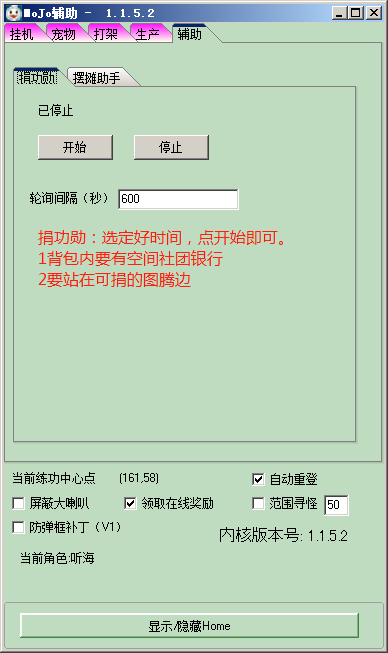 MoJo辅助 - 1.1.5.2
挂机 宠物 打架 生产 辅助
捐功勋 摆摊助手
已停止
开始 停止
轮询间隔（秒） 600
捐功勋：选定好时间，点开始即可。
1背包内要有空间社团银行
2要站在可捐的图腾边
当前练功中心点 (161,58) 自动重登
屏蔽大喇叭 领取在线奖励 范围寻怪 50
防弹框补丁（V1）
内核版本号: 1.1.5.2
当前角色:听海
显示/隐藏Home